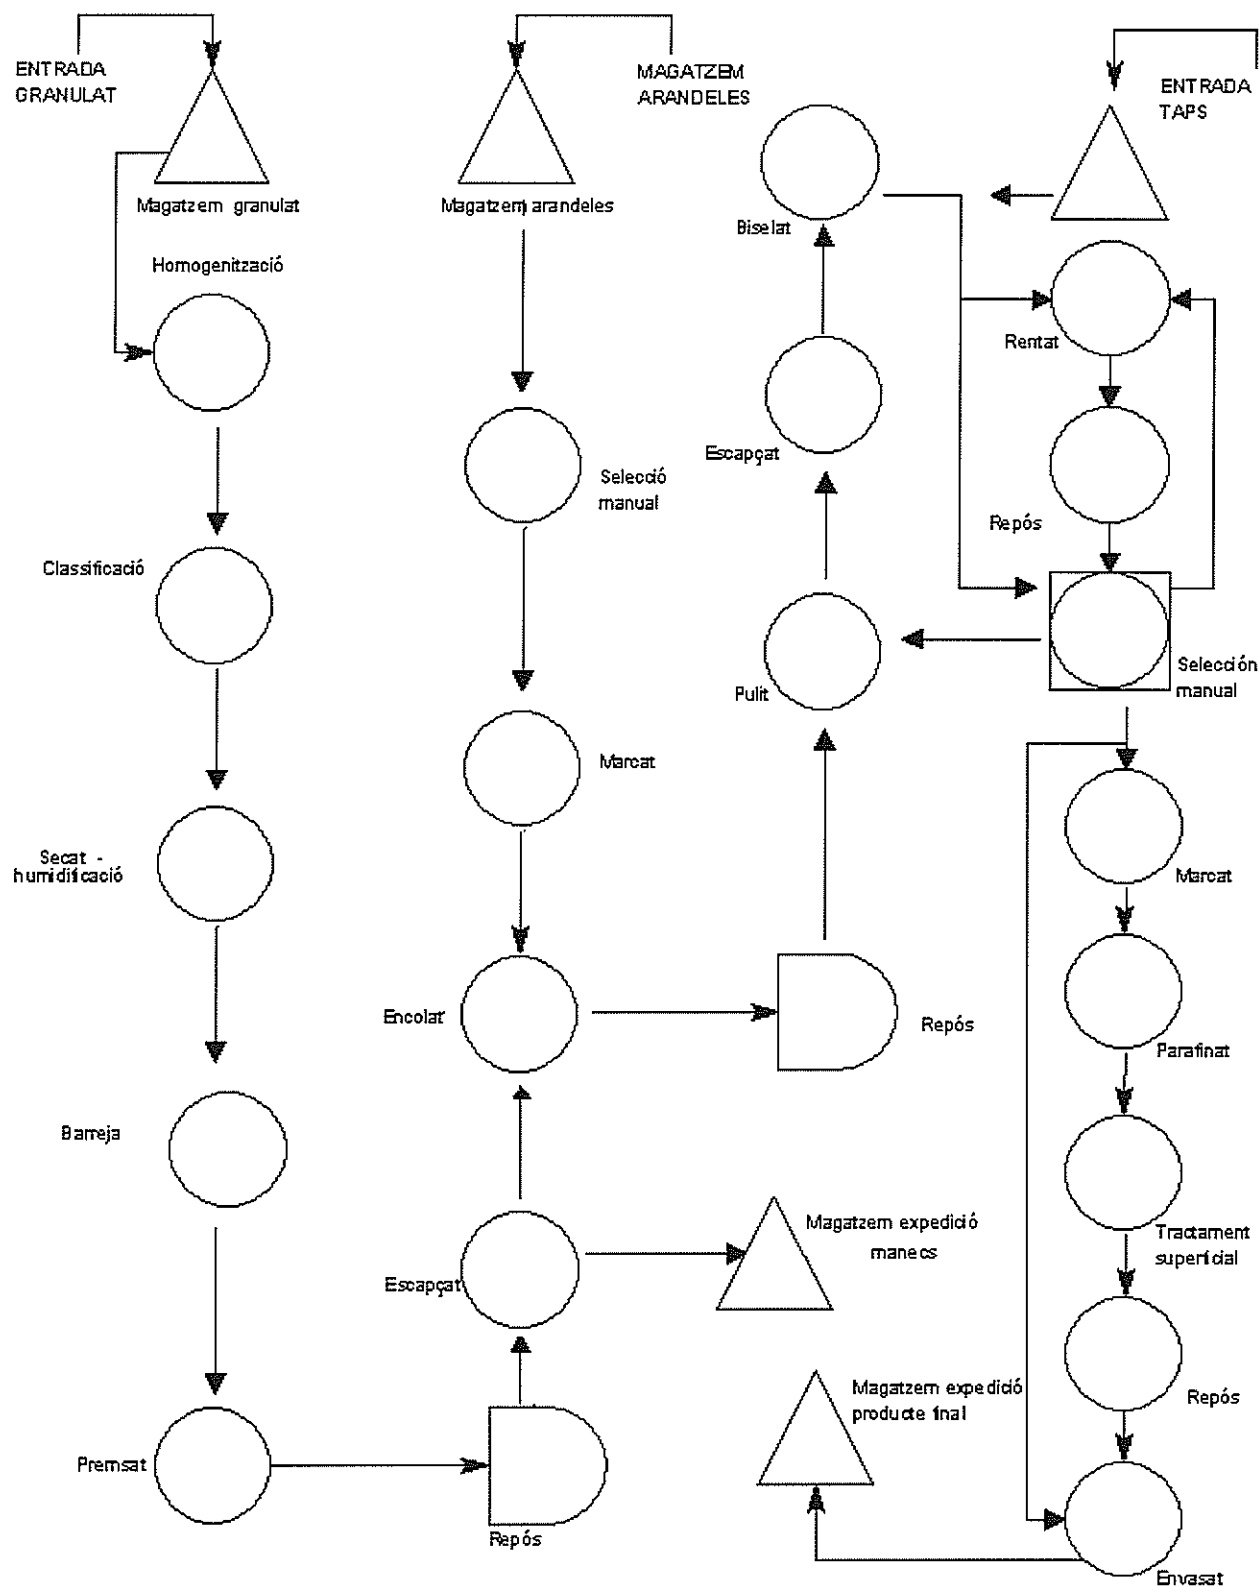 ENTRADA
GRANULAT
Magatzem granulat
Homogenització
Classificació
Secat -
humidificació
Barreja
Premsat
MAGATZEM
ARANDELES
Magatzem arandeles
Selecció
manual
Marcat
Encolat
Escapçat
Repós
Magatzem expedició
manecs
Repós
Pulit
Escapçat
Biselat
ENTRADA
TAPS
Rentat
Repós
Selección
manual
Marcat
Parafinat
Tractament
superficial
Repós
Envasat
Magatzem expedició
producte final